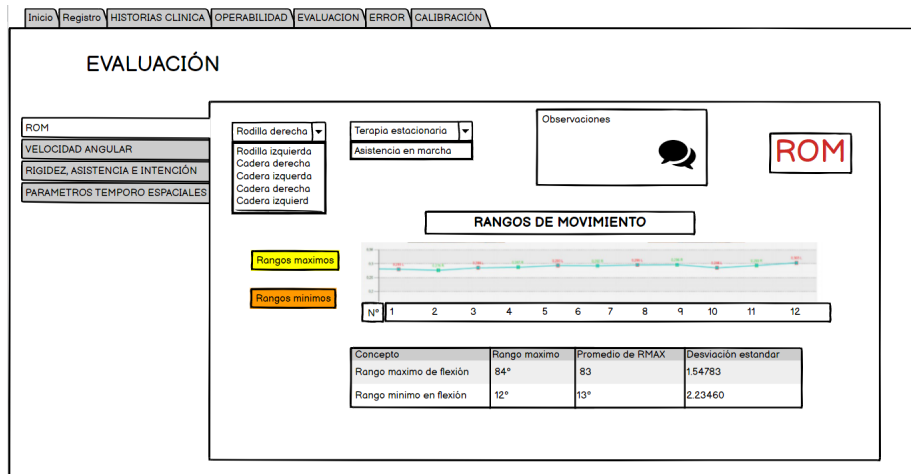 Inicio Registro HISTORIAS CLINICA OPERABILIDAD EVALUACION ERROR CALIBRACIÓN
EVALUACIÓN
ROM
VELOCIDAD ANGULAR
RIGIDEZ, ASISTENCIA E INTENCIÓN
PARAMETROS TEMPORO ESPACIALES
Rodilla derecha
Rodilla izquierda
Cadera derecha
Cadera izquierda
Cadera derecha
Cadera izquierd
Terapia estacionaria
Asistencia en marcha
Observaciones
ROM
RANGOS DE MOVIMIENTO
Rangos maximos
Rangos minimos
Nº 1 2 3 4 5 6 7 8 9 10 11 12
Concepto Rango maximo Promedio de RMAX Desviación estandar
Rango maximo de flexión 84° 83 1.54783
Rango minimo en flexión 12° 13° 2.23460